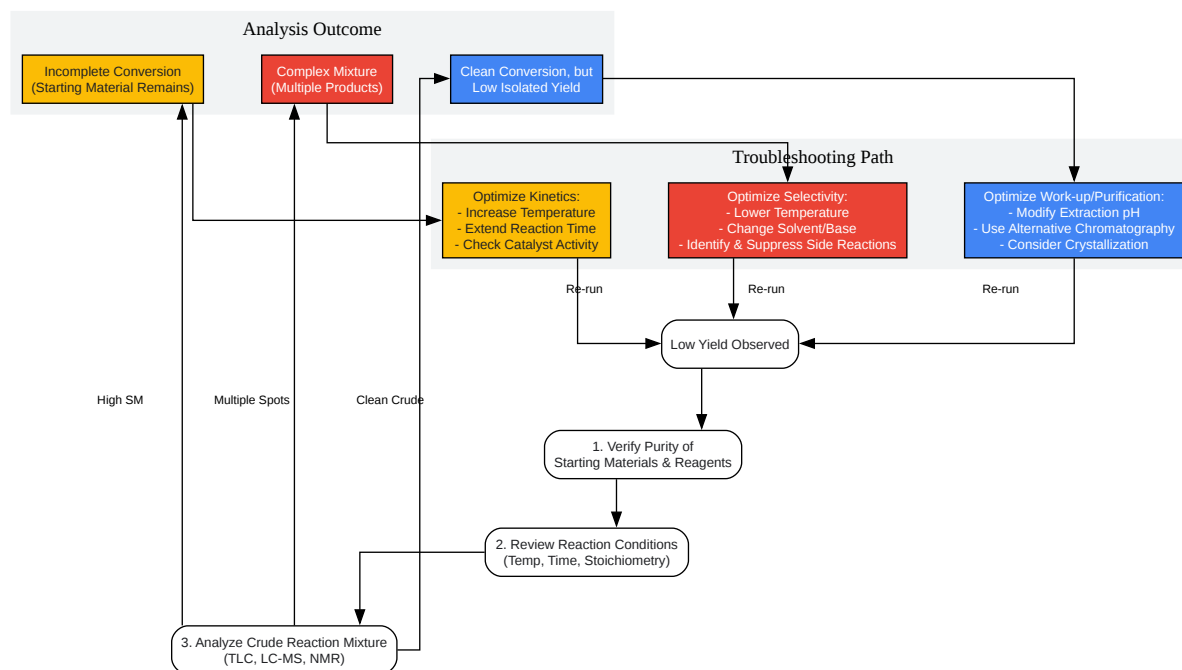 Analysis Outcome
Incomplete Conversion
(Starting Material Remains)
Complex Mixture
(Multiple Products)
Clean Conversion, but
Low Isolated Yield
Troubleshooting Path
Optimize Kinetics:
- Increase Temperature
- Extend Reaction Time
- Check Catalyst Activity
Optimize Selectivity:
- Lower Temperature
- Change Solvent/Base
- Identify & Suppress Side Reactions
Optimize Work-up/Purification:
- Modify Extraction pH
- Use Alternative Chromatography
- Consider Crystallization
Re-run
Re-run
Re-run
Low Yield Observed
High SM
Multiple Spots
Clean Crude
1. Verify Purity of
Starting Materials & Reagents
2. Review Reaction Conditions
(Temp, Time, Stoichiometry)
3. Analyze Crude Reaction Mixture
(TLC, LC-MS, NMR)